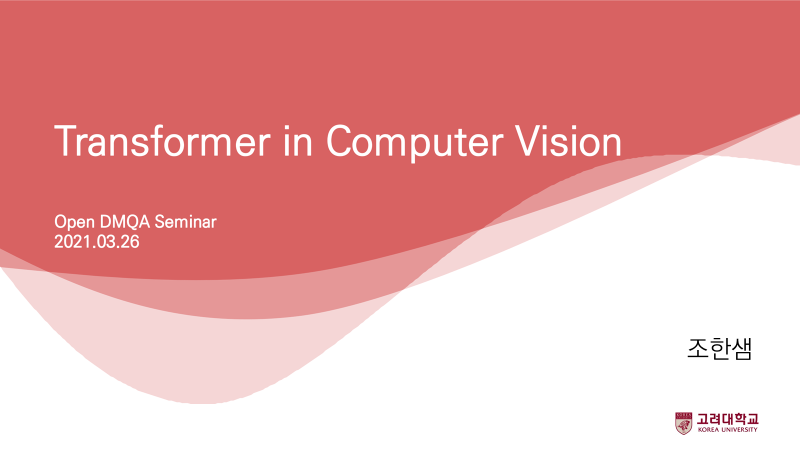 Transformer in Computer Vision
Open DMQA Seminar
2021.03.26
조한샘
고려대학교
KOREA UNIVERSITY